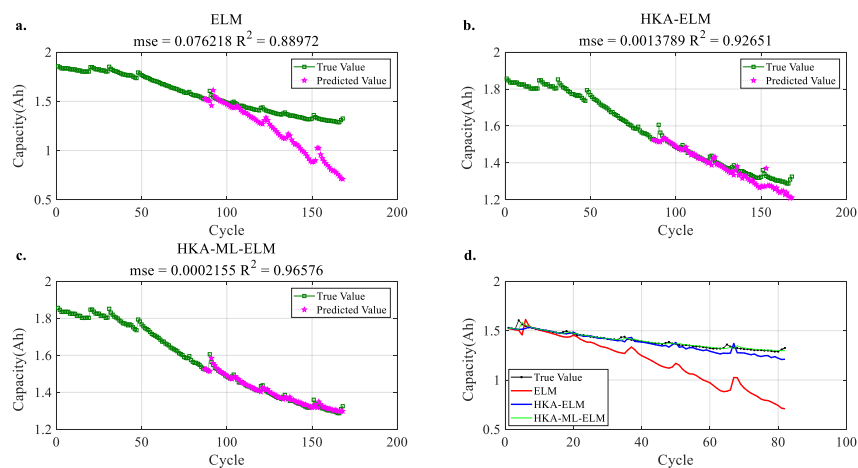 a.
ELM
mse = 0.076218 R² = 0.88972
2
1.5
1
0.5
0
50
100
150
200
Capacity(Ah)
Cycle
True Value
Predicted Value
b.
HKA-ELM
mse = 0.0013789 R² = 0.92651
2
1.8
1.6
1.4
1.2
0
50
100
150
200
Capacity(Ah)
Cycle
True Value
Predicted Value
c.
HKA-ML-ELM
mse = 0.0002155 R² = 0.96576
2
1.8
1.6
1.4
1.2
0
50
100
150
200
Capacity(Ah)
Cycle
True Value
Predicted Value
d.
2
1.5
1
0.5
0
20
40
60
80
100
Capacity(Ah)
Cycle
True Value
ELM
HKA-ELM
HKA-ML-ELM